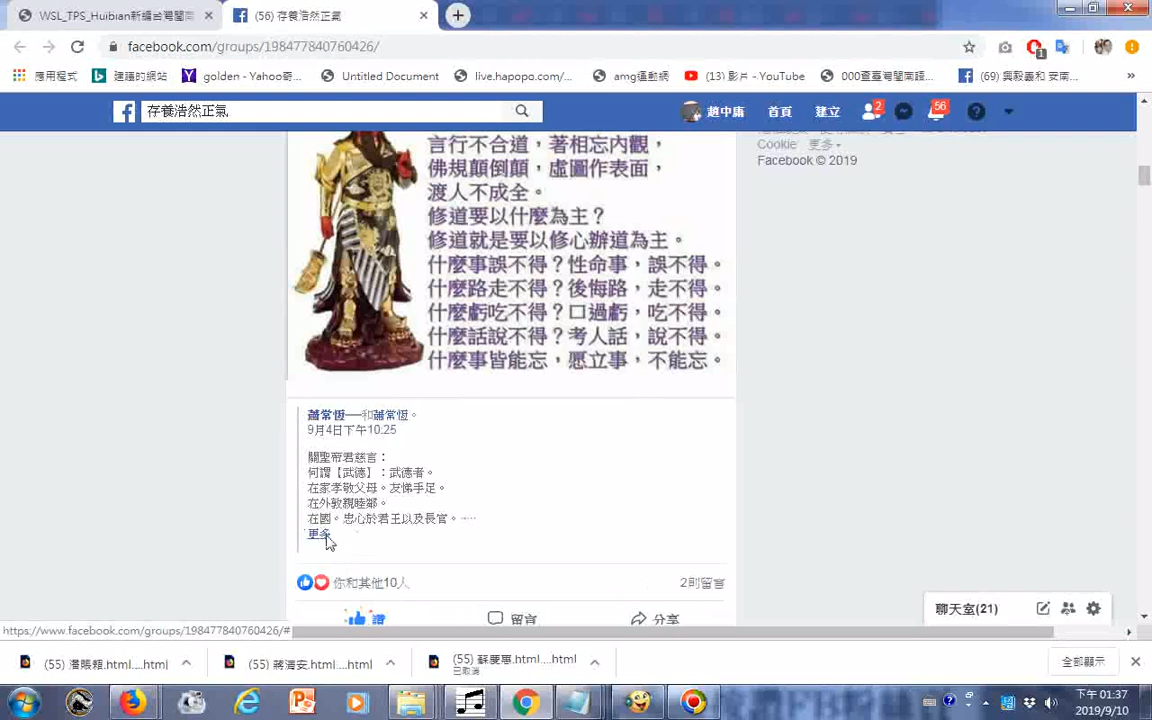 WSL_TPS_Huibian新編台灣閩南
(56) 存養浩然正氣
facebook.com/groups/198477840760426/
應用程式
建議的網站
golden - Yahoo奇...
Untitled Document
live.hapopo.com/...
amg運動網
(13) 影片 - YouTube
000查臺灣閩南語...
(69) 興毅義和 安南...
存養浩然正氣
趙中庸
首頁
建立
2
56
言行不合道，著相忘內觀，
佛規顛倒顛，虛圖作表面，
渡人不成全。
修道要以什麼為主？
修道就是要以修心辦道為主。
什麼事誤不得？性命事，誤不得。
什麼路走不得？後悔路，走不得。
什麼虧吃不得？口過虧，吃不得。
什麼話說不得？考人話，說不得。
什麼事皆能忘，愿立事，不能忘。
Cookie 更多
Facebook © 2019
蕭常恆──和蕭常恆。
9月4日下午10:25
關聖帝君慈言：
何謂【武德】：武德者。
在家孝敬父母。友悌手足。
在外敦親睦鄰。
在國。忠心於君王以及長官。……
更多
你和其他10人
2則留言
讚
留言
分享
聊天室(21)
https://www.facebook.com/groups/198477840760426/#
(55) 潘賬賴.html....html
(55) 蔣海安.html....html
(55) 蘇慶專.html....html
已取消
全部顯示
下午 01:37
2019/9/10